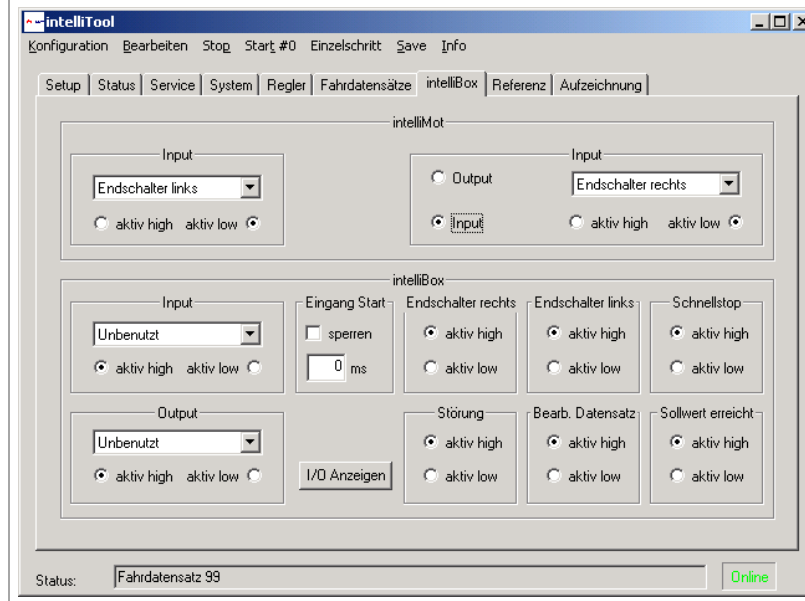 intelliTool
Konfiguration Bearbeiten Stop Start #0 Einzelschritt Save Info
Setup Status Service System Regler Fahrdatensätze intelliBox Referenz Aufzeichnung
intelliMot
Input
Endschalter links
aktiv high aktiv low
Output
Input
Input
Endschalter rechts
aktiv high aktiv low
intelliBox
Input
Unbenutzt
aktiv high aktiv low
Eingang Start
sperren
0 ms
Endschalter rechts
aktiv high
aktiv low
Endschalter links
aktiv high
aktiv low
Schnellstop
aktiv high
aktiv low
Output
Unbenutzt
aktiv high aktiv low
I/O Anzeigen
Störung
aktiv high
aktiv low
Bearb. Datensatz
aktiv high
aktiv low
Sollwert erreicht
aktiv high
aktiv low
Status: Fahrdatensatz 99 Online